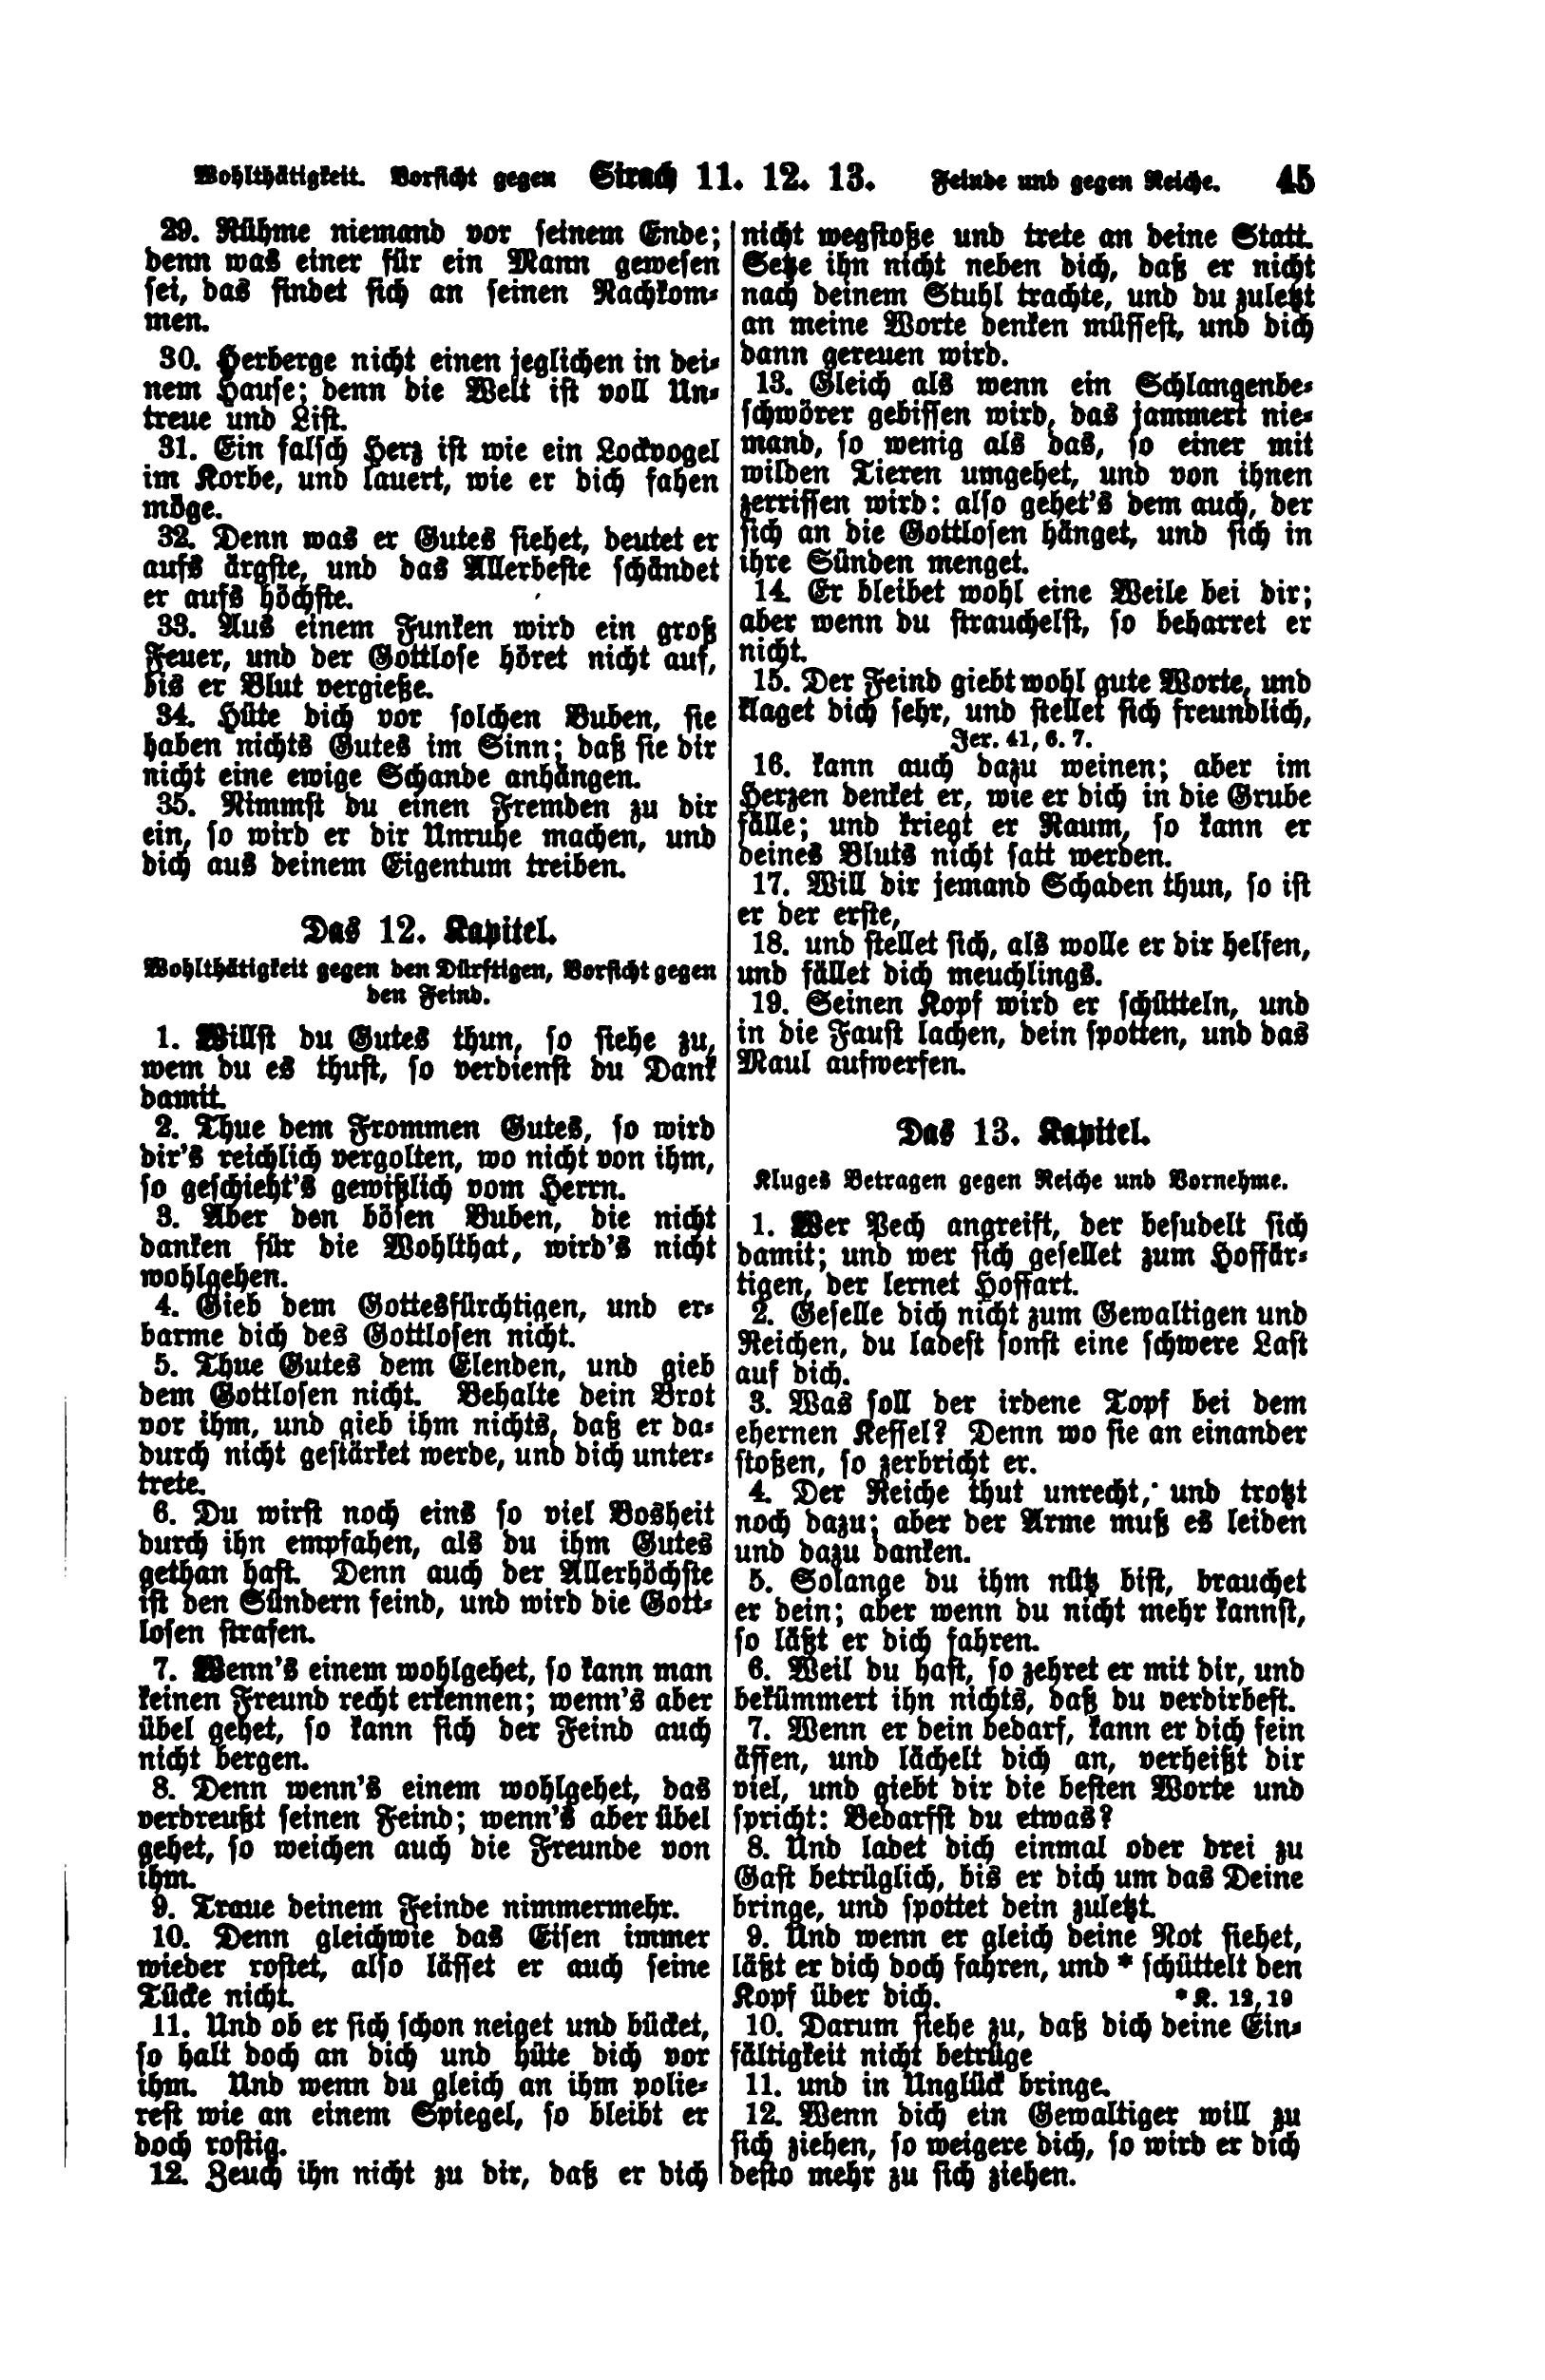 Wohlthätigkeit. Vorsicht gegen Sirach 11. 12. 13. Feinde und gegen Reiche. 45
29. Rühme niemand vor seinem Ende;
denn was einer für ein Mann gewesen
sei, das findet sich an seinen Nachkom-
men.
30. Herberge nicht einen jeglichen in dei-
nem Hause; denn die Welt ist voll Un-
treue und List.
31. Ein falsch Herz ist wie ein Lockvogel
im Korbe, und lauert, wie er dich fahen
möge.
32. Denn was er Gutes siehet, deutet er
aufs ärgste, und das Allerbeste schändet
er aufs höchste.
33. Aus einem Funken wird ein groß
Feuer, und der Gottlose höret nicht auf,
bis er Blut vergieße.
34. Hüte dich vor solchen Buben, sie
haben nichts Gutes im Sinn; daß sie dir
nicht eine ewige Schande anhängen.
35. Nimmst du einen Fremden zu dir
ein, so wird er dir Unruhe machen, und
dich aus deinem Eigentum treiben.
Das 12. Kapitel.
Wohlthätigkeit gegen den Dürftigen, Vorsicht gegen
den Feind.
1. Willst du Gutes thun, so siehe zu,
wem du es thust, so verdienst du Dank
damit.
2. Thue dem Frommen Gutes, so wird
dir's reichlich vergolten, wo nicht von ihm,
so geschieht's gewißlich vom Herrn.
3. Aber den bösen Buben, die nicht
danken für die Wohlthat, wird's nicht
wohlgehen.
4. Gieb dem Gottesfürchtigen, und er-
barme dich des Gottlosen nicht.
5. Thue Gutes dem Elenden, und gieb
dem Gottlosen nicht. Behalte dein Brot
vor ihm, und gieb ihm nichts, daß er da-
durch nicht gestärket werde, und dich unter-
trete.
6. Du wirst noch eins so viel Bosheit
durch ihn empfahen, als du ihm Gutes
gethan hast. Denn auch der Allerhöchste
ist den Sündern feind, und wird die Gott-
losen strafen.
7. Wenn's einem wohlgehet, so kann man
keinen Freund recht erkennen; wenn's aber
übel gehet, so kann sich der Feind auch
nicht bergen.
8. Denn wenn's einem wohlgehet, das
verdreußt seinen Feind; wenn's aber übel
gehet, so weichen auch die Freunde von
ihm.
9. Traue deinem Feinde nimmermehr.
10. Denn gleichwie das Eisen immer
wieder rostet, also lässet er auch seine
Tücke nicht.
11. Und ob er sich schon neiget und bücket,
so halt doch an dich und hüte dich vor
ihm. Und wenn du gleich an ihm polie-
rest wie an einem Spiegel, so bleibt er
doch rostig.
12. Zeuch ihn nicht zu dir, daß er dich
nicht wegstoße und trete an deine Statt.
Setze ihn nicht neben dich, daß er nicht
nach deinem Stuhl trachte, und du zuletzt
an meine Worte denken müssest, und dich
dann gereuen wird.
13. Gleich als wenn ein Schlangenbe-
schwörer gebissen wird, das jammert nie-
mand, so wenig als das, so einer mit
wilden Tieren umgehet, und von ihnen
zerrissen wird: also gehet's dem auch, der
sich an die Gottlosen hänget, und sich in
ihre Sünden menget.
14. Er bleibet wohl eine Weile bei dir;
aber wenn du strauchelst, so beharret er
nicht.
15. Der Feind giebt wohl gute Worte, und
klaget dich sehr, und stellet sich freundlich,
Jer. 41, 6. 7.
16. kann auch dazu weinen; aber im
Herzen denket er, wie er dich in die Grube
fälle; und kriegt er Raum, so kann er
deines Bluts nicht satt werden.
17. Will dir jemand Schaden thun, so ist
er der erste,
18. und stellet sich, als wolle er dir helfen,
und fället dich meuchlings.
19. Seinen Kopf wird er schütteln, und
in die Faust lachen, dein spotten, und das
Maul aufwerfen.
Das 13. Kapitel.
Kluges Betragen gegen Reiche und Vornehme.
1. Wer Pech angreift, der besudelt sich
damit; und wer sich gesellet zum Hoffär-
tigen, der lernet Hoffart.
2. Geselle dich nicht zum Gewaltigen und
Reichen, du ladest sonst eine schwere Last
auf dich.
3. Was soll der irdene Topf bei dem
ehernen Kessel? Denn wo sie an einander
stoßen, so zerbricht er.
4. Der Reiche thut unrecht, und trotzt
noch dazu; aber der Arme muß es leiden
und dazu danken.
5. Solange du ihm nütz bist, brauchet
er dein; aber wenn du nicht mehr kannst,
so läßt er dich fahren.
6. Weil du hast, so zehret er mit dir, und
bekümmert ihn nichts, daß du verdirbest.
7. Wenn er dein bedarf, kann er dich fein
äffen, und lächelt dich an, verheißt dir
viel, und giebt dir die besten Worte und
spricht: Bedarfst du etwas?
8. Und ladet dich einmal oder drei zu
Gast betrüglich, bis er dich um das Deine
bringe, und spottet dein zuletzt.
9. Und wenn er gleich deine Not siehet,
läßt er dich doch fahren, und * schüttelt den
Kopf über dich. * K. 12, 19
10. Darum siehe zu, daß dich deine Ein-
fältigkeit nicht betrüge
11. und in Unglück bringe.
12. Wenn dich ein Gewaltiger will zu
sich ziehen, so weigere dich, so wird er dich
desto mehr zu sich ziehen.